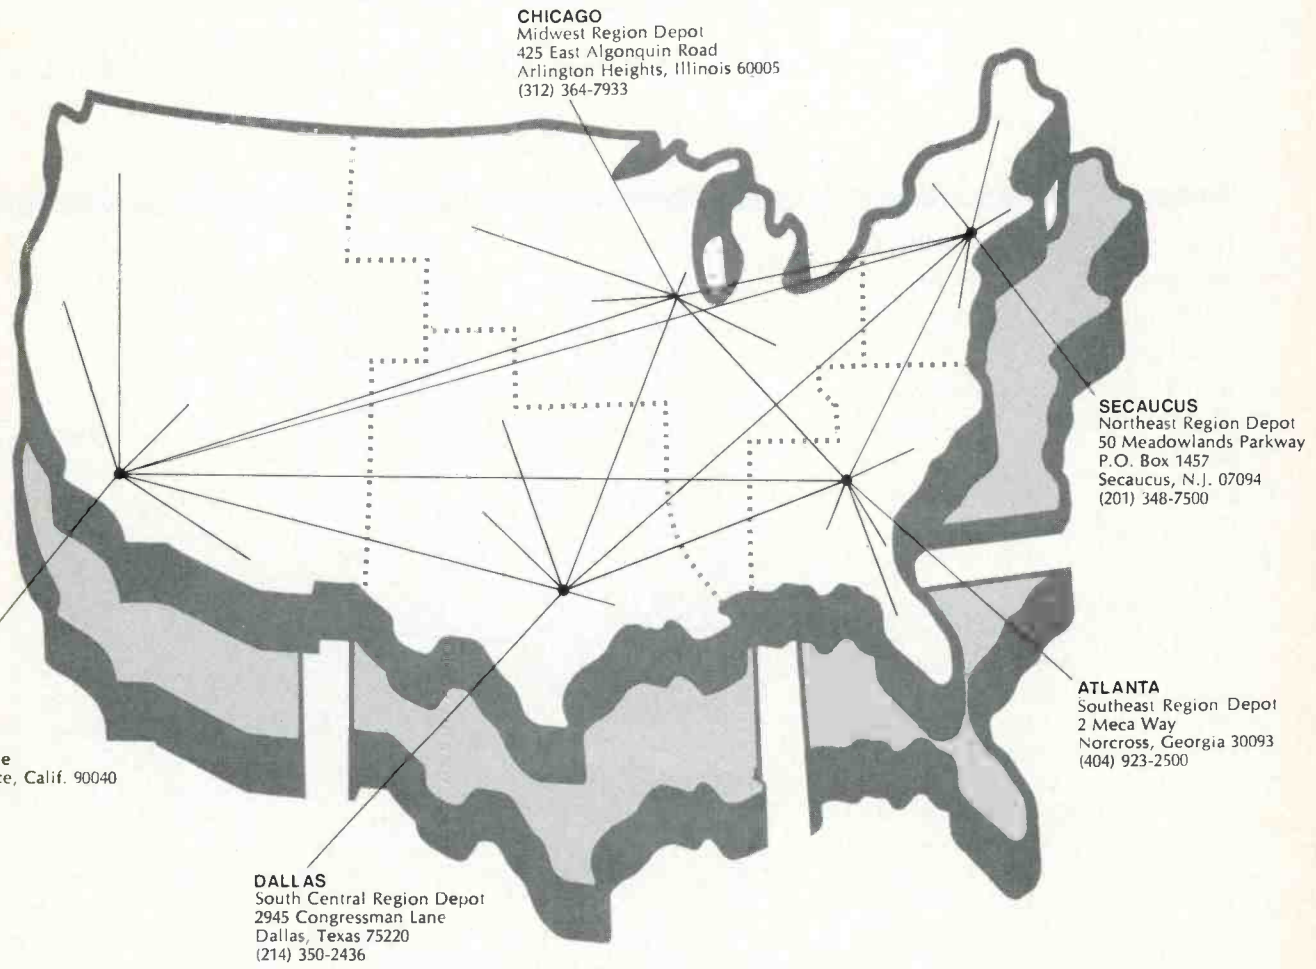 CHICAGO
Midwest Region Depot
425 East Algonquin Road
Arlington Heights, Illinois 60005
(312) 364-7933
SECAUCUS
Northeast Region Depot
50 Meadowlands Parkway
P.O. Box 1457
Secaucus, N.J. 07094
(201) 348-7500
ATLANTA
Southeast Region Depot
2 Meca Way
Norcross, Georgia 30093
(404) 923-2500
e
ce, Calif. 90040
DALLAS
South Central Region Depot
2945 Congressman Lane
Dallas, Texas 75220
(214) 350-2436